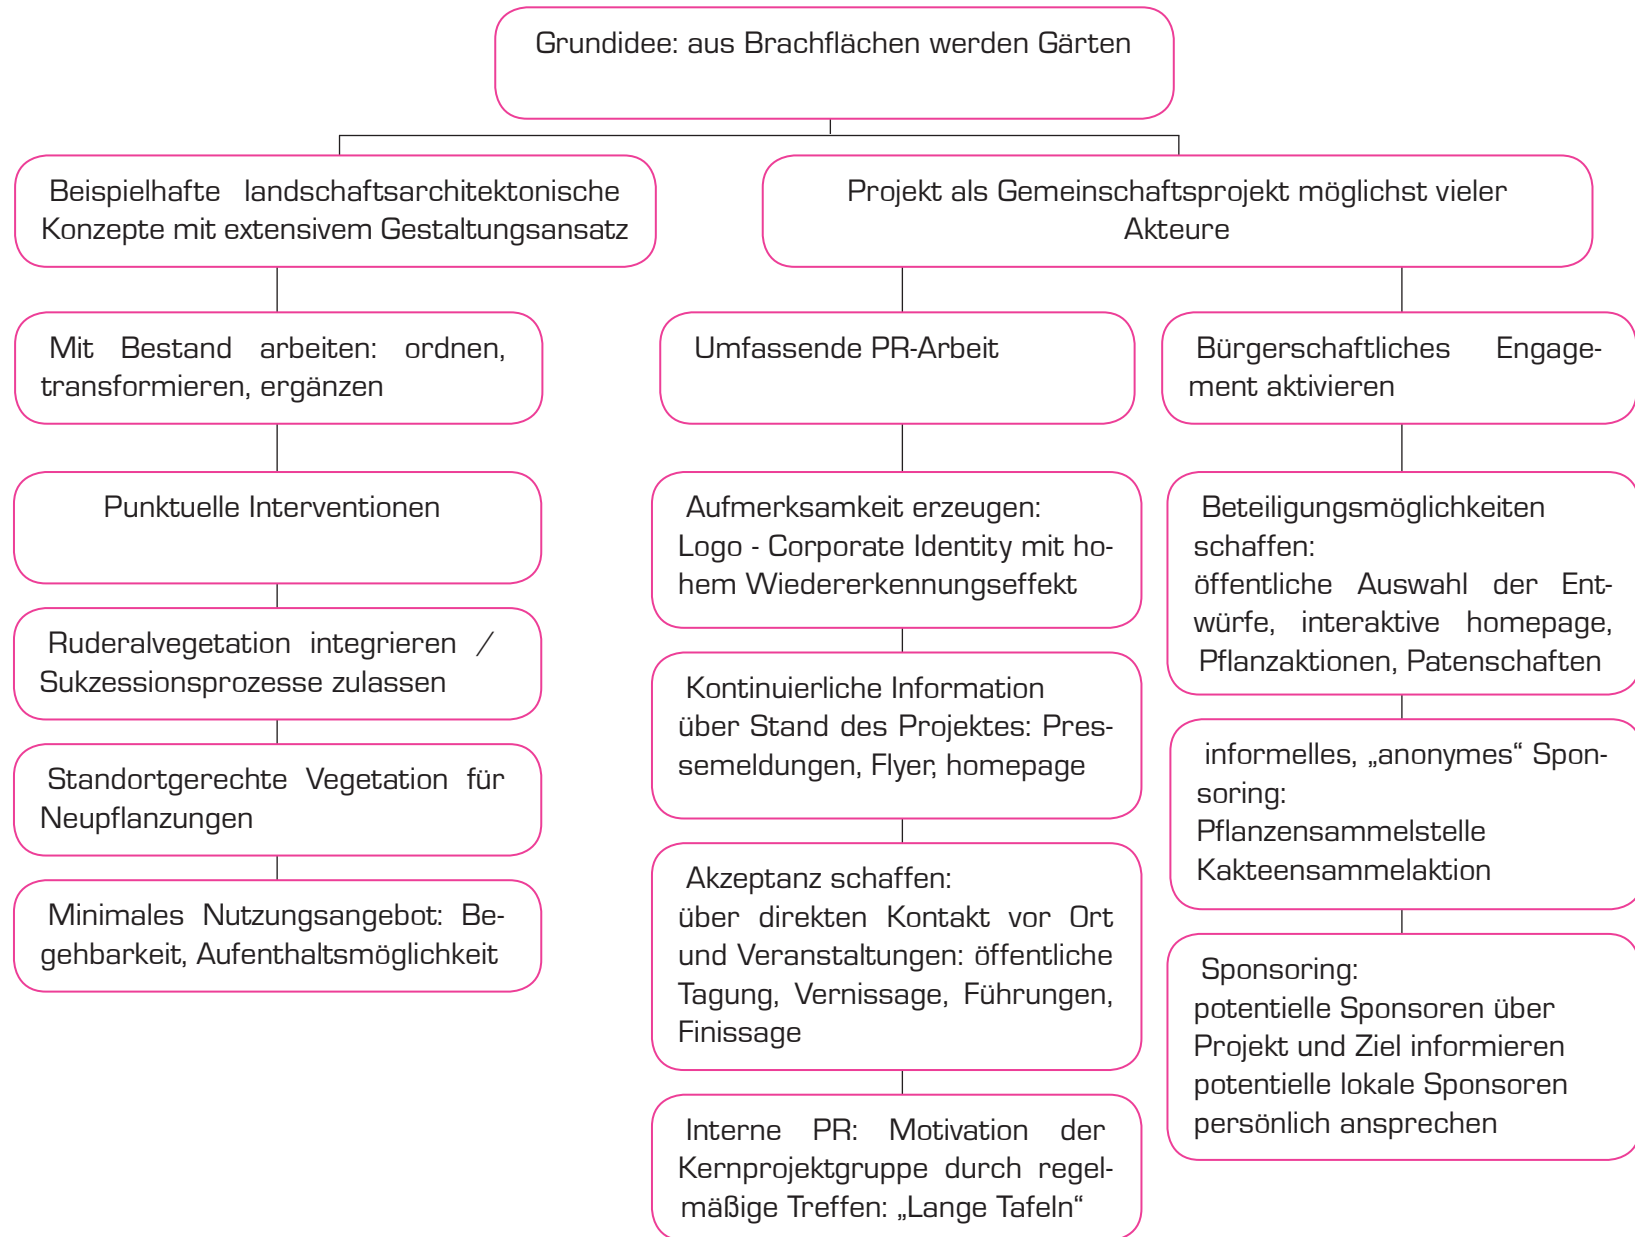 Grundidee: aus Brachflächen werden Gärten
Beispielhafte landschaftsarchitektonische
Konzepte mit extensivem Gestaltungsansatz
Projekt als Gemeinschaftsprojekt möglichst vieler
Akteure
Mit Bestand arbeiten: ordnen,
transformieren, ergänzen
Punktuelle Interventionen
Ruderalvegetation integrieren /
Sukzessionsprozesse zulassen
Standortgerechte Vegetation für
Neupflanzungen
Minimales Nutzungsangebot: Be-
gehbarkeit, Aufenthaltsmöglichkeit
Umfassende PR-Arbeit
Aufmerksamkeit erzeugen:
Logo - Corporate Identity mit ho-
hem Wiedererkennungseffekt
Kontinuierliche Information
über Stand des Projektes: Pres-
semeldungen, Flyer, homepage
Akzeptanz schaffen:
über direkten Kontakt vor Ort
und Veranstaltungen: öffentliche
Tagung, Vernissage, Führungen,
Finissage
Interne PR: Motivation der
Kernprojektgruppe durch regel-
mäßige Treffen: „Lange Tafeln“
Bürgerschaftliches Engage-
ment aktivieren
Beteiligungsmöglichkeiten
schaffen:
öffentliche Auswahl der Ent-
würfe, interaktive homepage,
Pflanzaktionen, Patenschaften
informelles, „anonymes“ Spon-
soring:
Pflanzensammelstelle
Kakteensammelaktion
Sponsoring:
potentielle Sponsoren über
Projekt und Ziel informieren
potentielle lokale Sponsoren
persönlich ansprechen